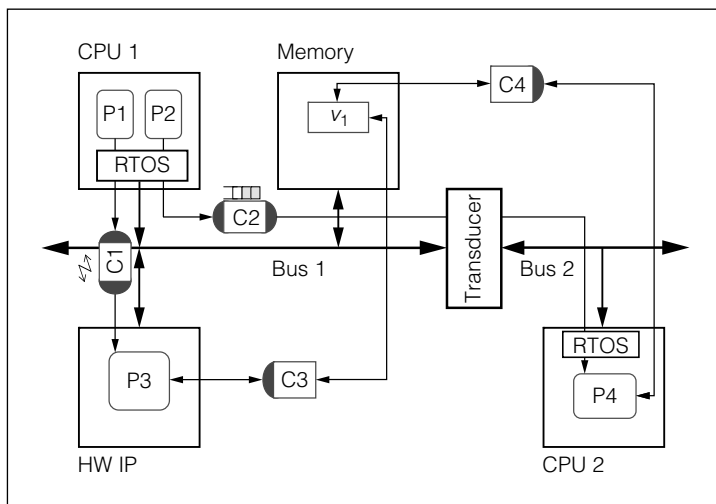 CPU 1
Memory
P1
P2
C4
v1
RTOS
C2
C1
Bus 1
Transducer
Bus 2
RTOS
P3
C3
P4
HW IP
CPU 2